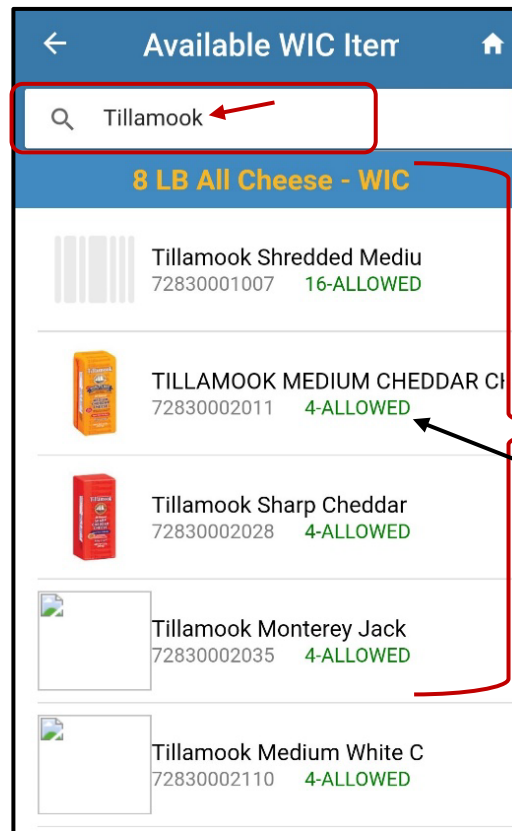 Available WIC Iter
Tillamook
8 LB All Cheese - WIC
Tillamook Shredded Mediu
72830001007 16-ALLOWED
TILLAMOOK MEDIUM CHEDDAR CH
72830002011 4-ALLOWED
Tillamook Sharp Cheddar
72830002028 4-ALLOWED
Tillamook Monterey Jack
72830002035 4-ALLOWED
Tillamook Medium White C
72830002110 4-ALLOWED